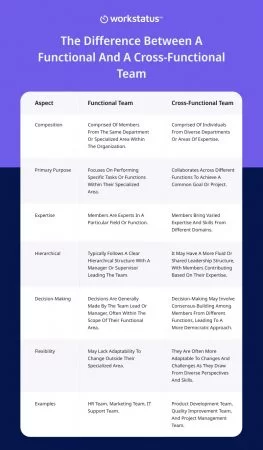 workstatus™
The Difference Between A
Functional And A Cross-Functional
Team
Aspect
Functional Team
Cross-Functional Team
Composition
Comprised Of Members,
From The Same Department
Or Specialized Area Within
The Organization.
Comprised Of Individuals
From Diverse Departments
Or Areas Of Expertise.
Primary Purpose
Focuses On Performing
Specific Tasks Or Functions
Within Their Specialized
Area.
Collaborates Across Different
Functions To Achieve A
Common Goal Or Project.
Expertise
Members Are Experts In A
Particular Field or Function.
Members Bring Varied
Expertise And Skills From
Different Domains.
Hierarchical
Typically Follows A Clear
Hierarchical Structure With A
Manager or Supervisor
Leading The Team.
It May Have A More Fluid or
Shared Leadership Structure,
With Members Contributing
Based On Their Expertise.
Decision-Making
Decisions Are Generally
Made By The Team Lead Or
Manager, Often Within The
Scope Of Their Functional
Area.
Decision-Making May Involve
Consensus-Building Among
Members From Different
Functions, Leading To A
More Democratic Approach.
Flexibility
May Lack Adaptability To
Change Outside Their
Specialized Area.
They Are Often More
Adaptable To Changes And
Challenges As They Draw
From Diverse Perspectives
And Skills.
Examples
HR Team, Marketing Team, IT
Support Team.
Product Development Team,
Quality Improvement Team,
And Project Management
Team.